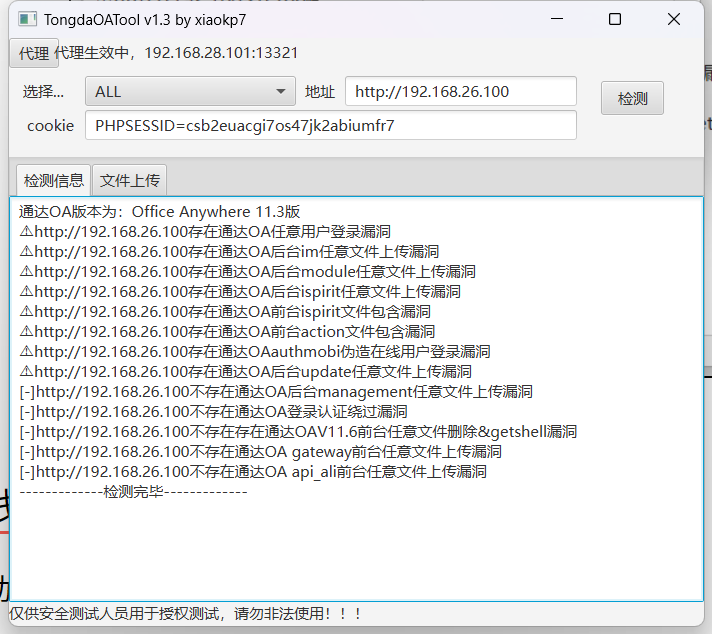 TongdaOATool v1.3 by xiaokp7
代理 代理生效中，192.168.28.101:13321
选择... ALL 地址 http://192.168.26.100 检测
cookie PHPSESSID=csb2euacgi7os47jk2abiumfr7
检测信息 文件上传
通达OA版本为：Office Anywhere 11.3版
⚠http://192.168.26.100存在通达OA任意用户登录漏洞
⚠http://192.168.26.100存在通达OA后台im任意文件上传漏洞
⚠http://192.168.26.100存在通达OA后台module任意文件上传漏洞
⚠http://192.168.26.100存在通达OA后台ispirit任意文件上传漏洞
⚠http://192.168.26.100存在通达OA前台ispirit文件包含漏洞
⚠http://192.168.26.100存在通达OA前台action文件包含漏洞
⚠http://192.168.26.100存在通达OAauthmobi伪造在线用户登录漏洞
⚠http://192.168.26.100存在通达OA后台update任意文件上传漏洞
[-]http://192.168.26.100不存在通达OA后台management任意文件上传漏洞
[-]http://192.168.26.100不存在通达OA登录认证绕过漏洞
[-]http://192.168.26.100不存在存在通达OAV11.6前台任意文件删除&getshell漏洞
[-]http://192.168.26.100不存在通达OA gateway前台任意文件上传漏洞
[-]http://192.168.26.100不存在通达OA api_ali前台任意文件上传漏洞
-------------检测完毕-------------
仅供安全测试人员用于授权测试，请勿非法使用！！！